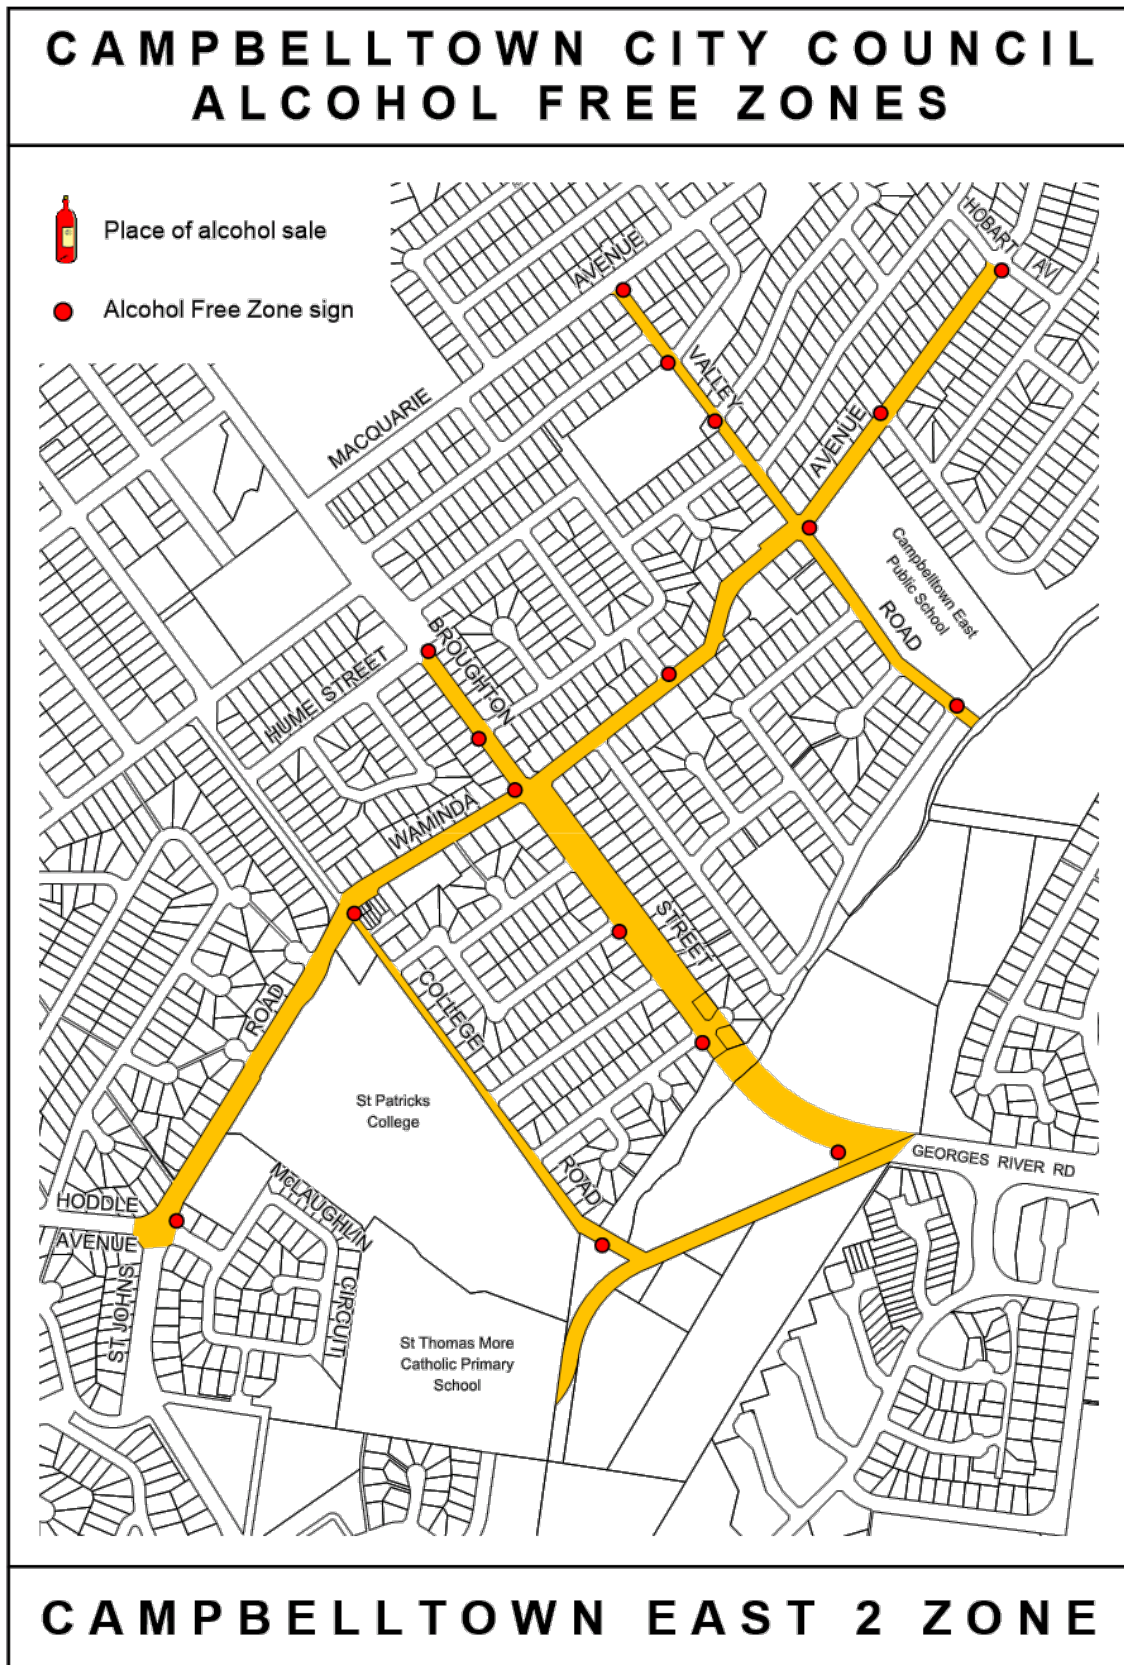 CAMPBELLTOWN CITY COUNCIL
ALCOHOL FREE ZONES
Place of alcohol sale
Alcohol Free Zone sign
HOBART AV
AVENUE
MACQUARIE
VALLEY
AVENUE
Campbelltown East
Public School
ROAD
BROUGHTON
HUME STREET
WAMINDA
STREET
COLLEGE
ROAD
St Patricks
College
GEORGES RIVER RD
ROAD
McLAUGHLIN
CIRCUIT
HODDLE
AVENUE
ST JOHNS
St Thomas More
Catholic Primary
School
CAMPBELLTOWN EAST 2 ZONE